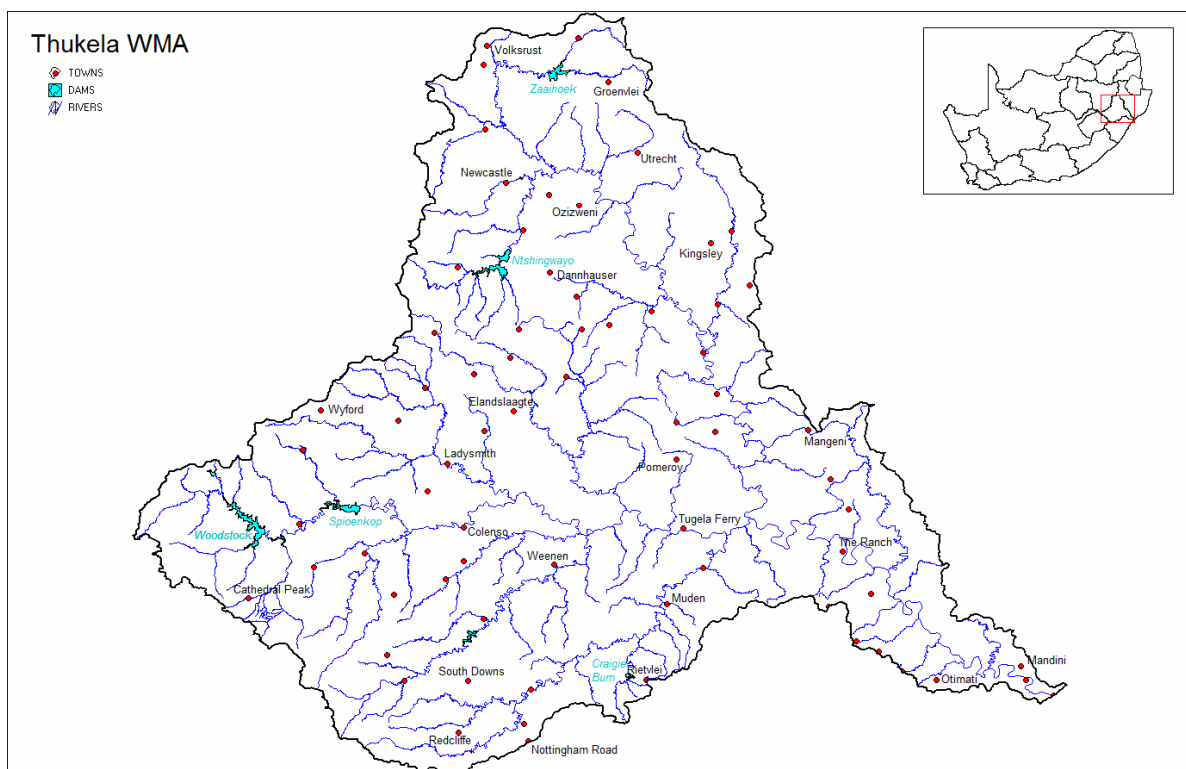 Thukela WMA
TOWNS
DAMS
RIVERS
Volksrust
Zaaihoek
Groenvlei
Utrecht
Newcastle
Ozizweni
Kingsley
Ntshingwayo
Dannhauser
Wyford
Elandslaagte
Mangeni
Ladysmith
Pomeroy
Spioenkop
Woodstock
Colenso
Tugela Ferry
The Ranch
Weenen
Cathedral Peak
Muden
Craigie
Burn
Rietvlei
South Downs
Mandini
Otimati
Redcliffe
Nottingham Road